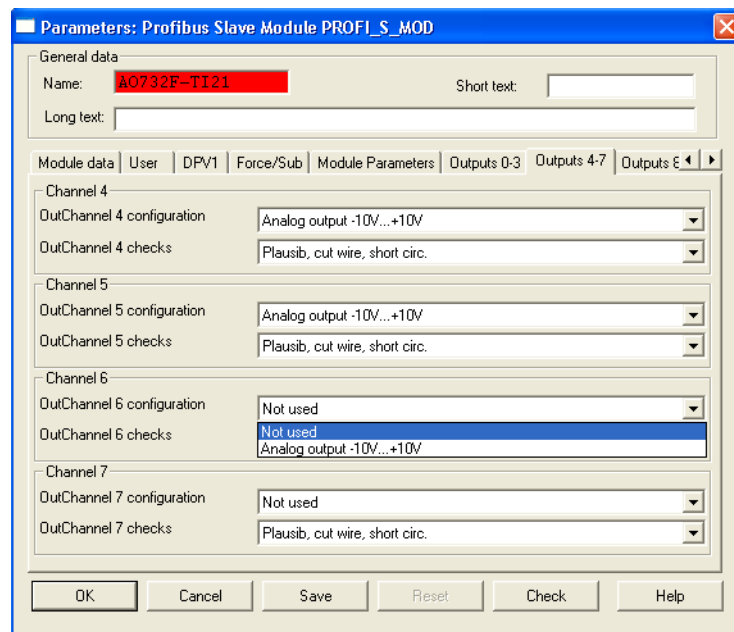 Parameters: Profibus Slave Module PROFI_S_MOD
General data
Name: AO732F-TI21 Short text:
Long text:
Module data User DPV1 Force/Sub Module Parameters Outputs 0-3 Outputs 4-7 Outputs 8
Channel 4
OutChannel 4 configuration Analog output -10V...+10V
OutChannel 4 checks Plausib, cut wire, short circ.
Channel 5
OutChannel 5 configuration Analog output -10V...+10V
OutChannel 5 checks Plausib, cut wire, short circ.
Channel 6
OutChannel 6 configuration Not used
Not used
OutChannel 6 checks
Analog output -10V...+10V
Channel 7
OutChannel 7 configuration Not used
OutChannel 7 checks Plausib, cut wire, short circ.
OK Cancel Save Reset Check Help